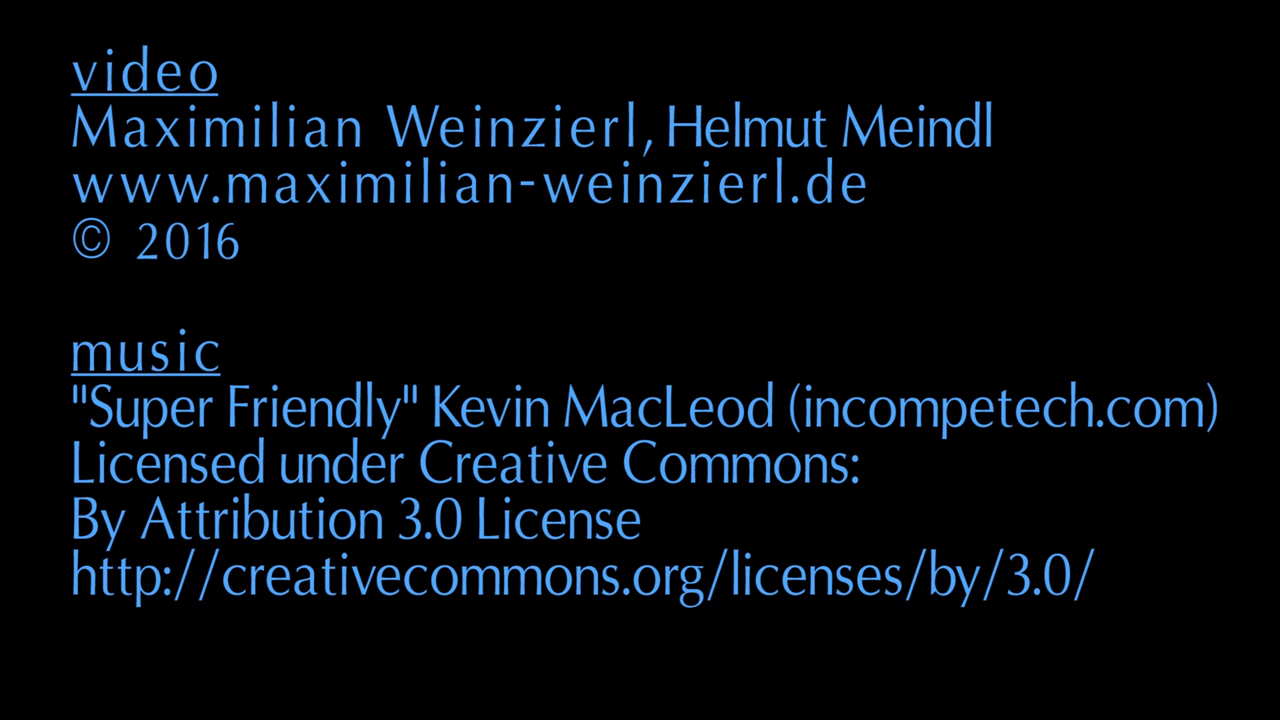 video
Maximilian Weinzierl, Helmut Meindl
www.maximilian-weinzierl.de
© 2016
music
"Super Friendly" Kevin MacLeod (incompetech.com)
Licensed under Creative Commons:
By Attribution 3.0 License
http://creativecommons.org/licenses/by/3.0/